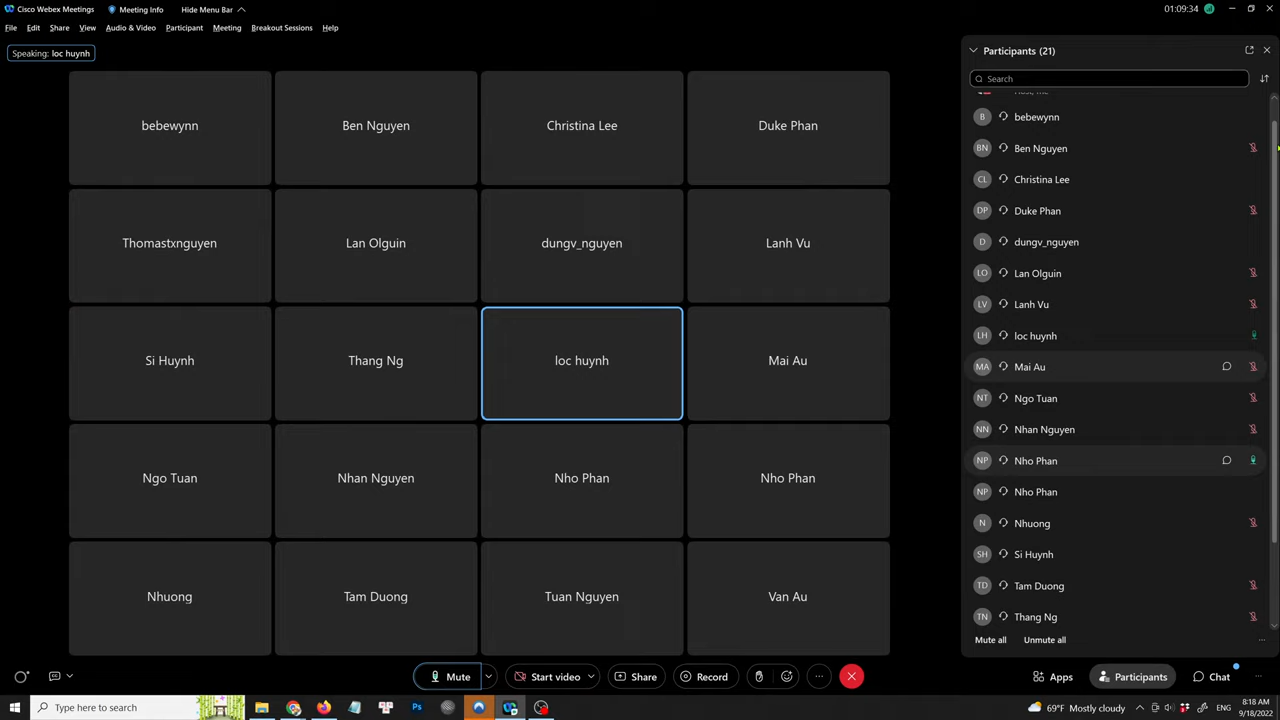 Cisco Webex Meetings Meeting Info Hide Menu Bar 01:09:34
File Edit Share View Audio & Video Participant Meeting Breakout Sessions Help
Speaking: loc huynh
bebewynn Ben Nguyen Christina Lee Duke Phan
Thomastxnguyen Lan Olguin dungv_nguyen Lanh Vu
Si Huynh Thang Ng loc huynh Mai Au
Ngo Tuan Nhan Nguyen Nho Phan Nho Phan
Nhuong Tam Duong Tuan Nguyen Van Au
Participants (21)
Search
B bebewynn
BN Ben Nguyen
CL Christina Lee
DP Duke Phan
D dungv_nguyen
LO Lan Olguin
LV Lanh Vu
LH loc huynh
MA Mai Au
NT Ngo Tuan
NN Nhan Nguyen
NP Nho Phan
NP Nho Phan
N Nhuong
SH Si Huynh
TD Tam Duong
TN Thang Ng
Mute all Unmute all
Mute Start video Share Record Apps Participants Chat
Type here to search 69°F Mostly cloudy ENG 8:18 AM
9/18/2022